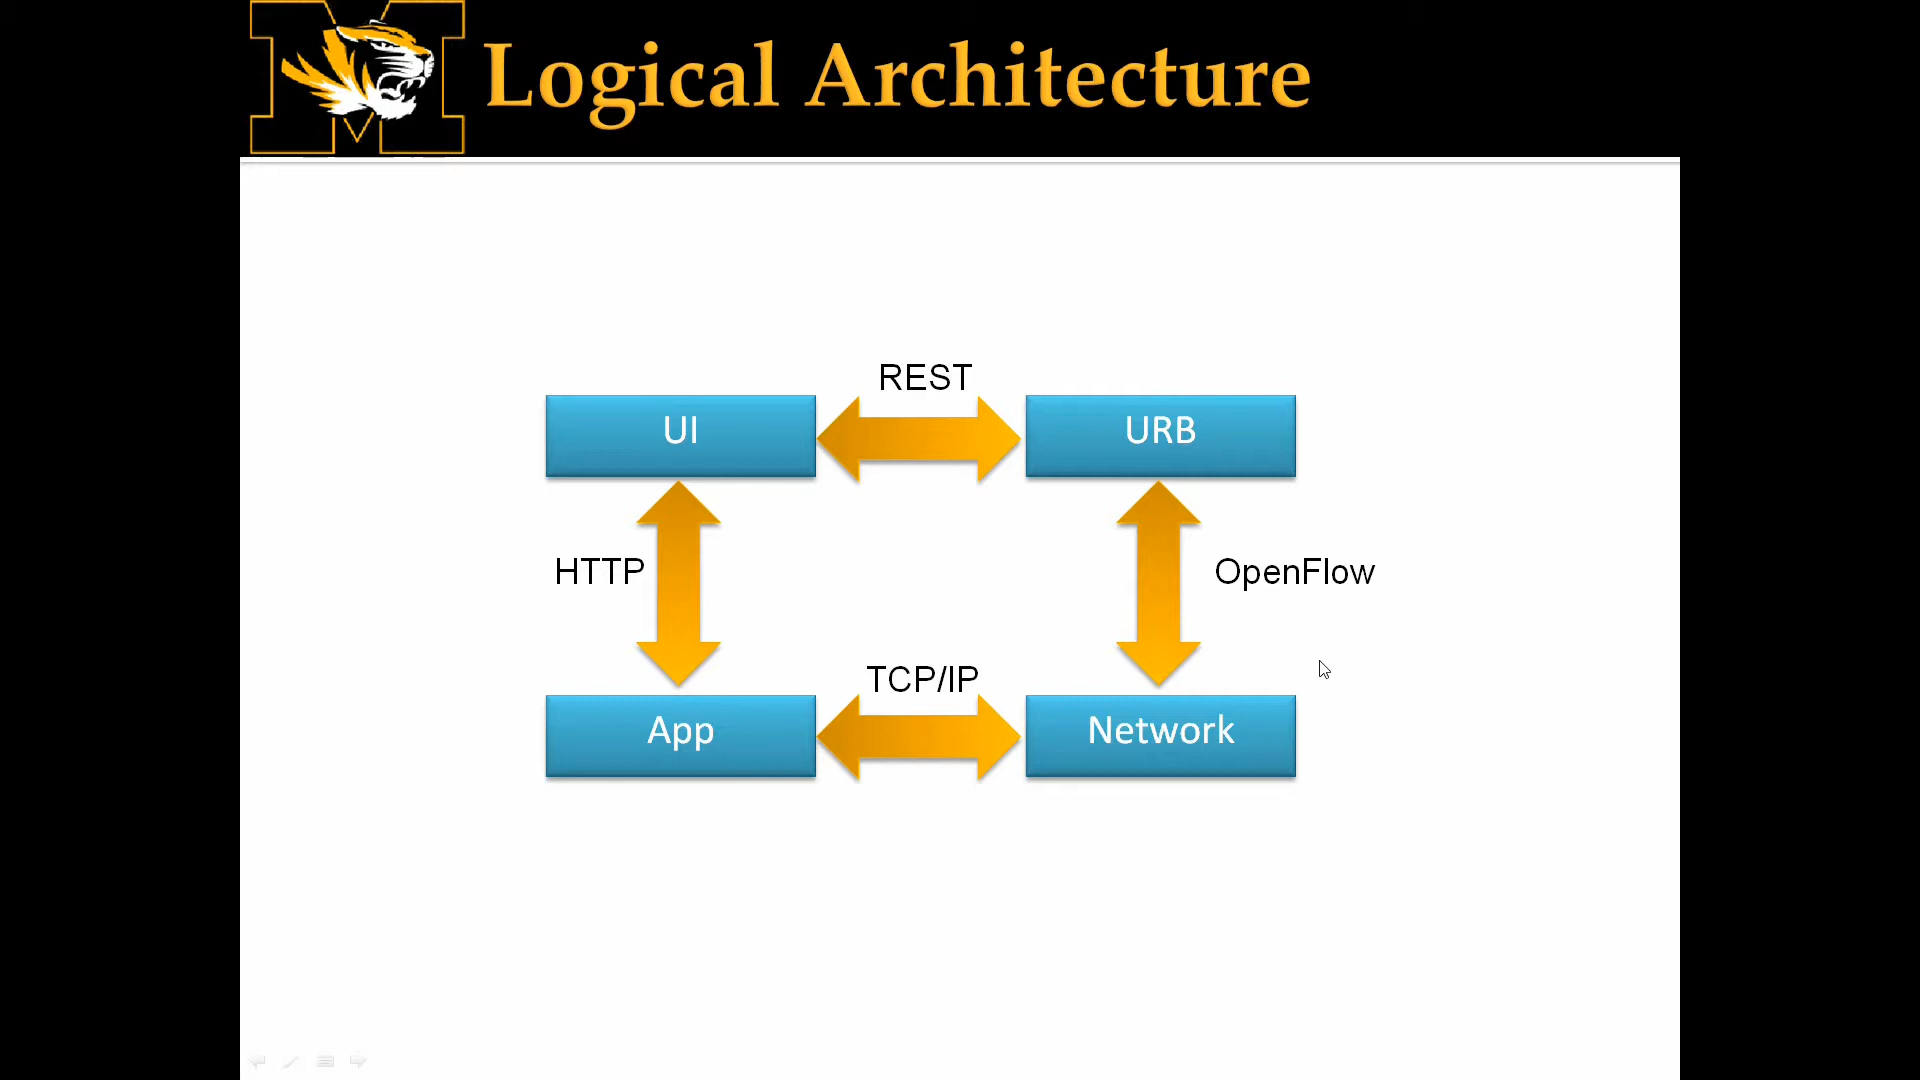 Logical Architecture
REST
UI
URB
HTTP
OpenFlow
TCP/IP
App
Network